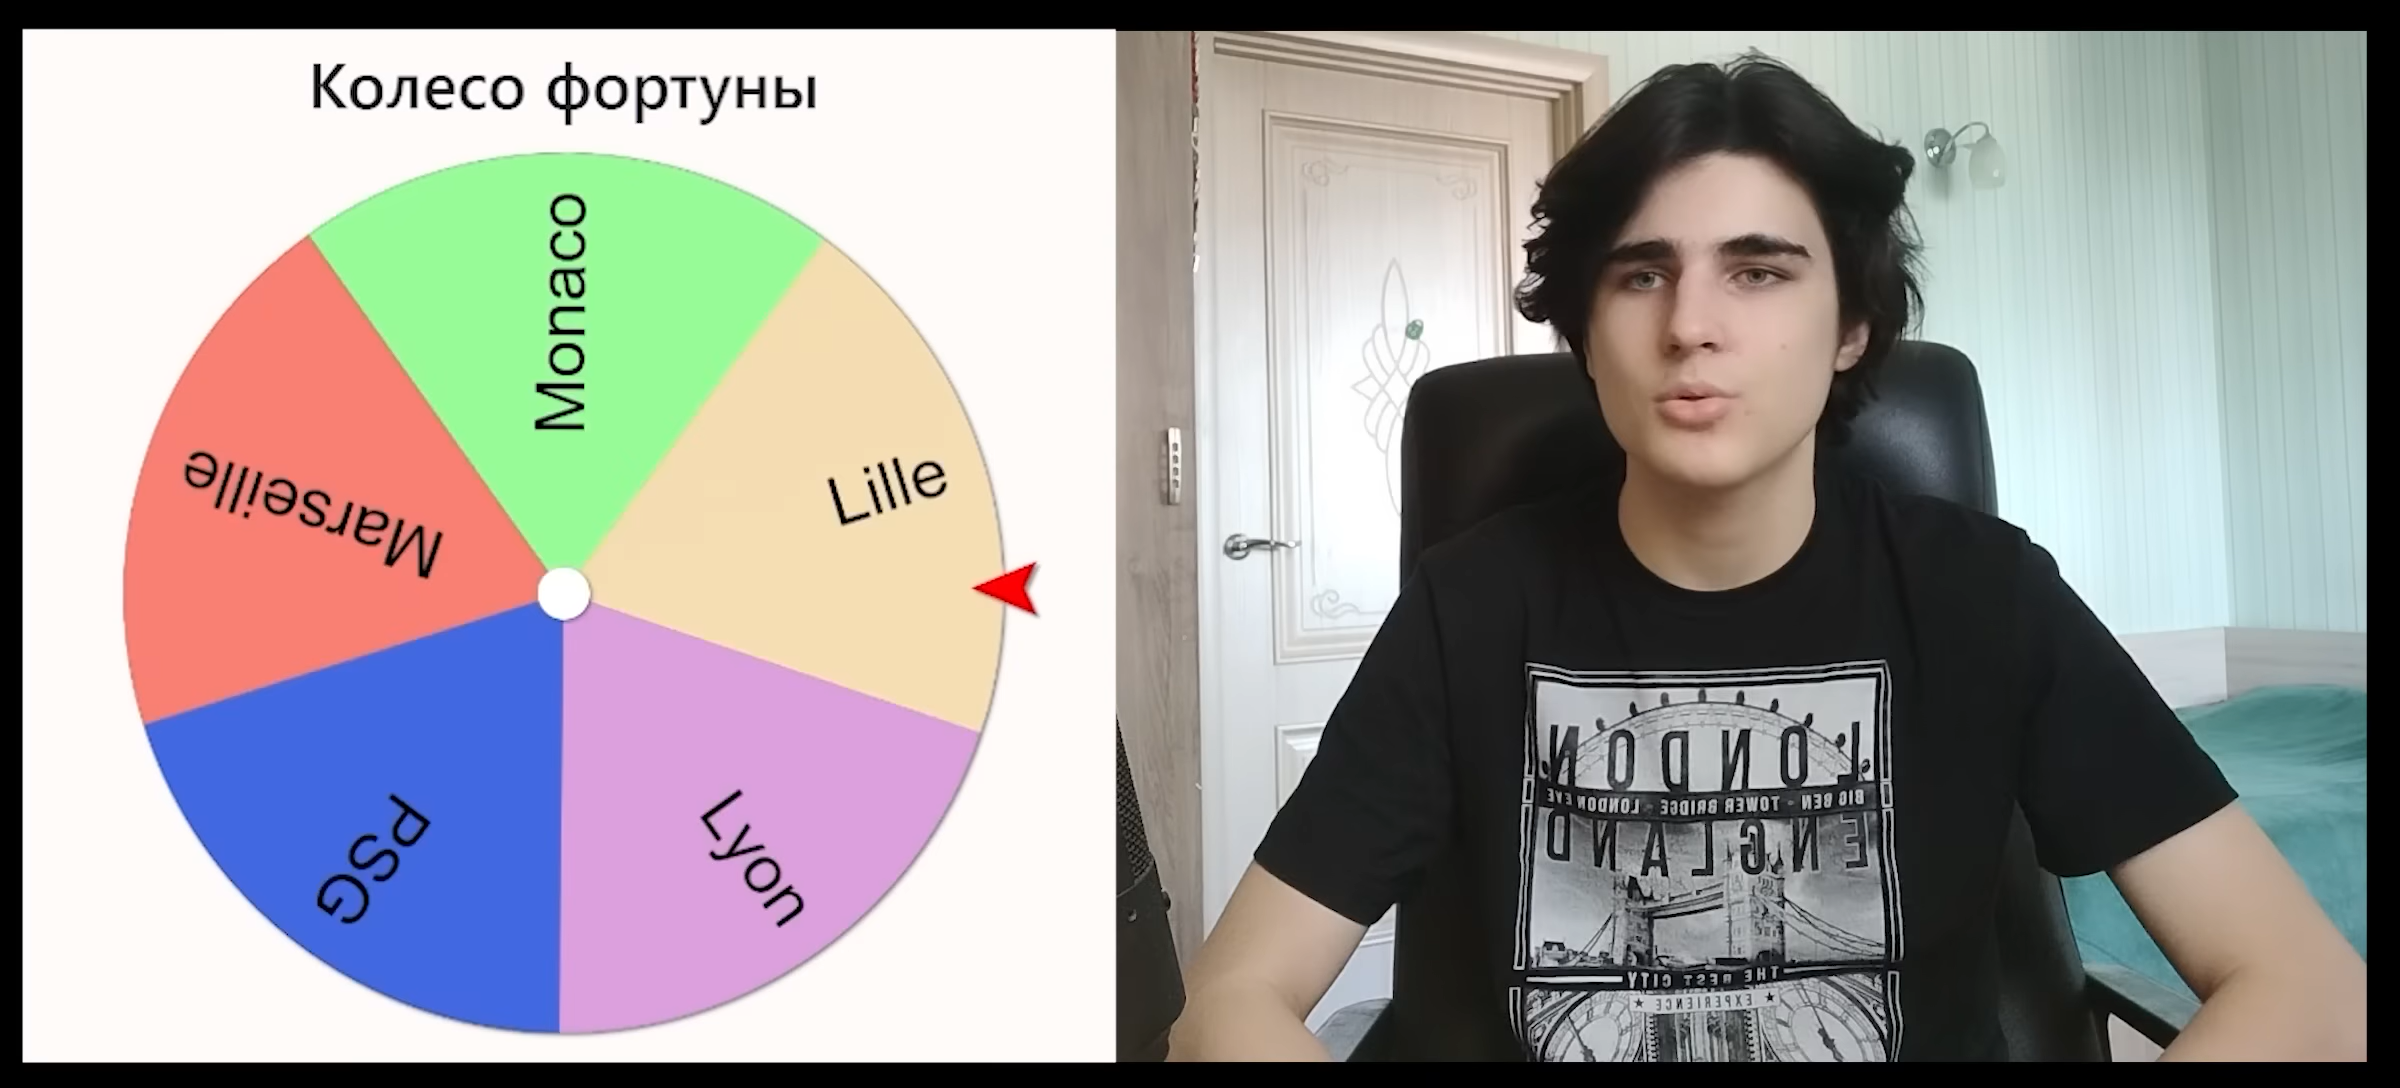 Колесо фортуны
Monaco
Lille
Marseille
PSG
Lyon
LONDON
BIG BEN - TOWER BRIDGE - LONDON EYE
ENGLAND
THE BEST CITY
★ EXPERIENCE ★